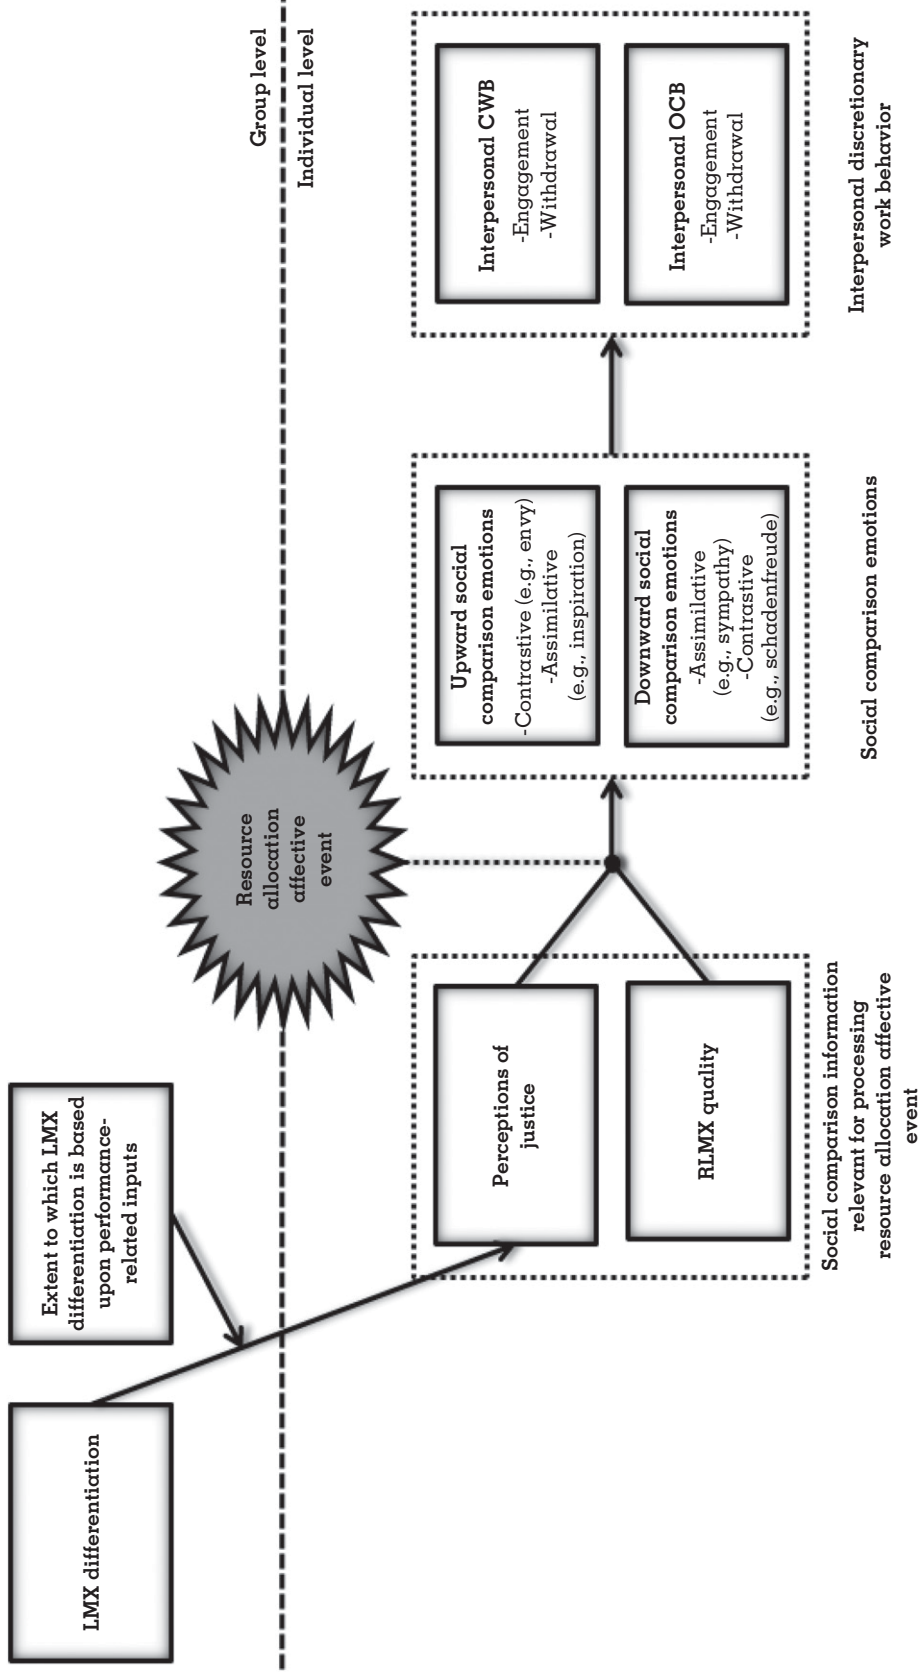 LMX differentiation
Extent to which LMX
differentiation is based
upon performance-
related inputs
Group level
Individual level
Resource
allocation
affective
event
Perceptions of
justice
RLMX quality
Social comparison information
relevant for processing
resource allocation affective
event
Upward social
comparison emotions
-Contrastive (e.g., envy)
-Assimilative
(e.g., inspiration)
Downward social
comparison emotions
-Assimilative
(e.g., sympathy)
-Contrastive
(e.g., schadenfreude)
Social comparison emotions
Interpersonal CWB
-Engagement
-Withdrawal
Interpersonal OCB
-Engagement
-Withdrawal
Interpersonal discretionary
work behavior